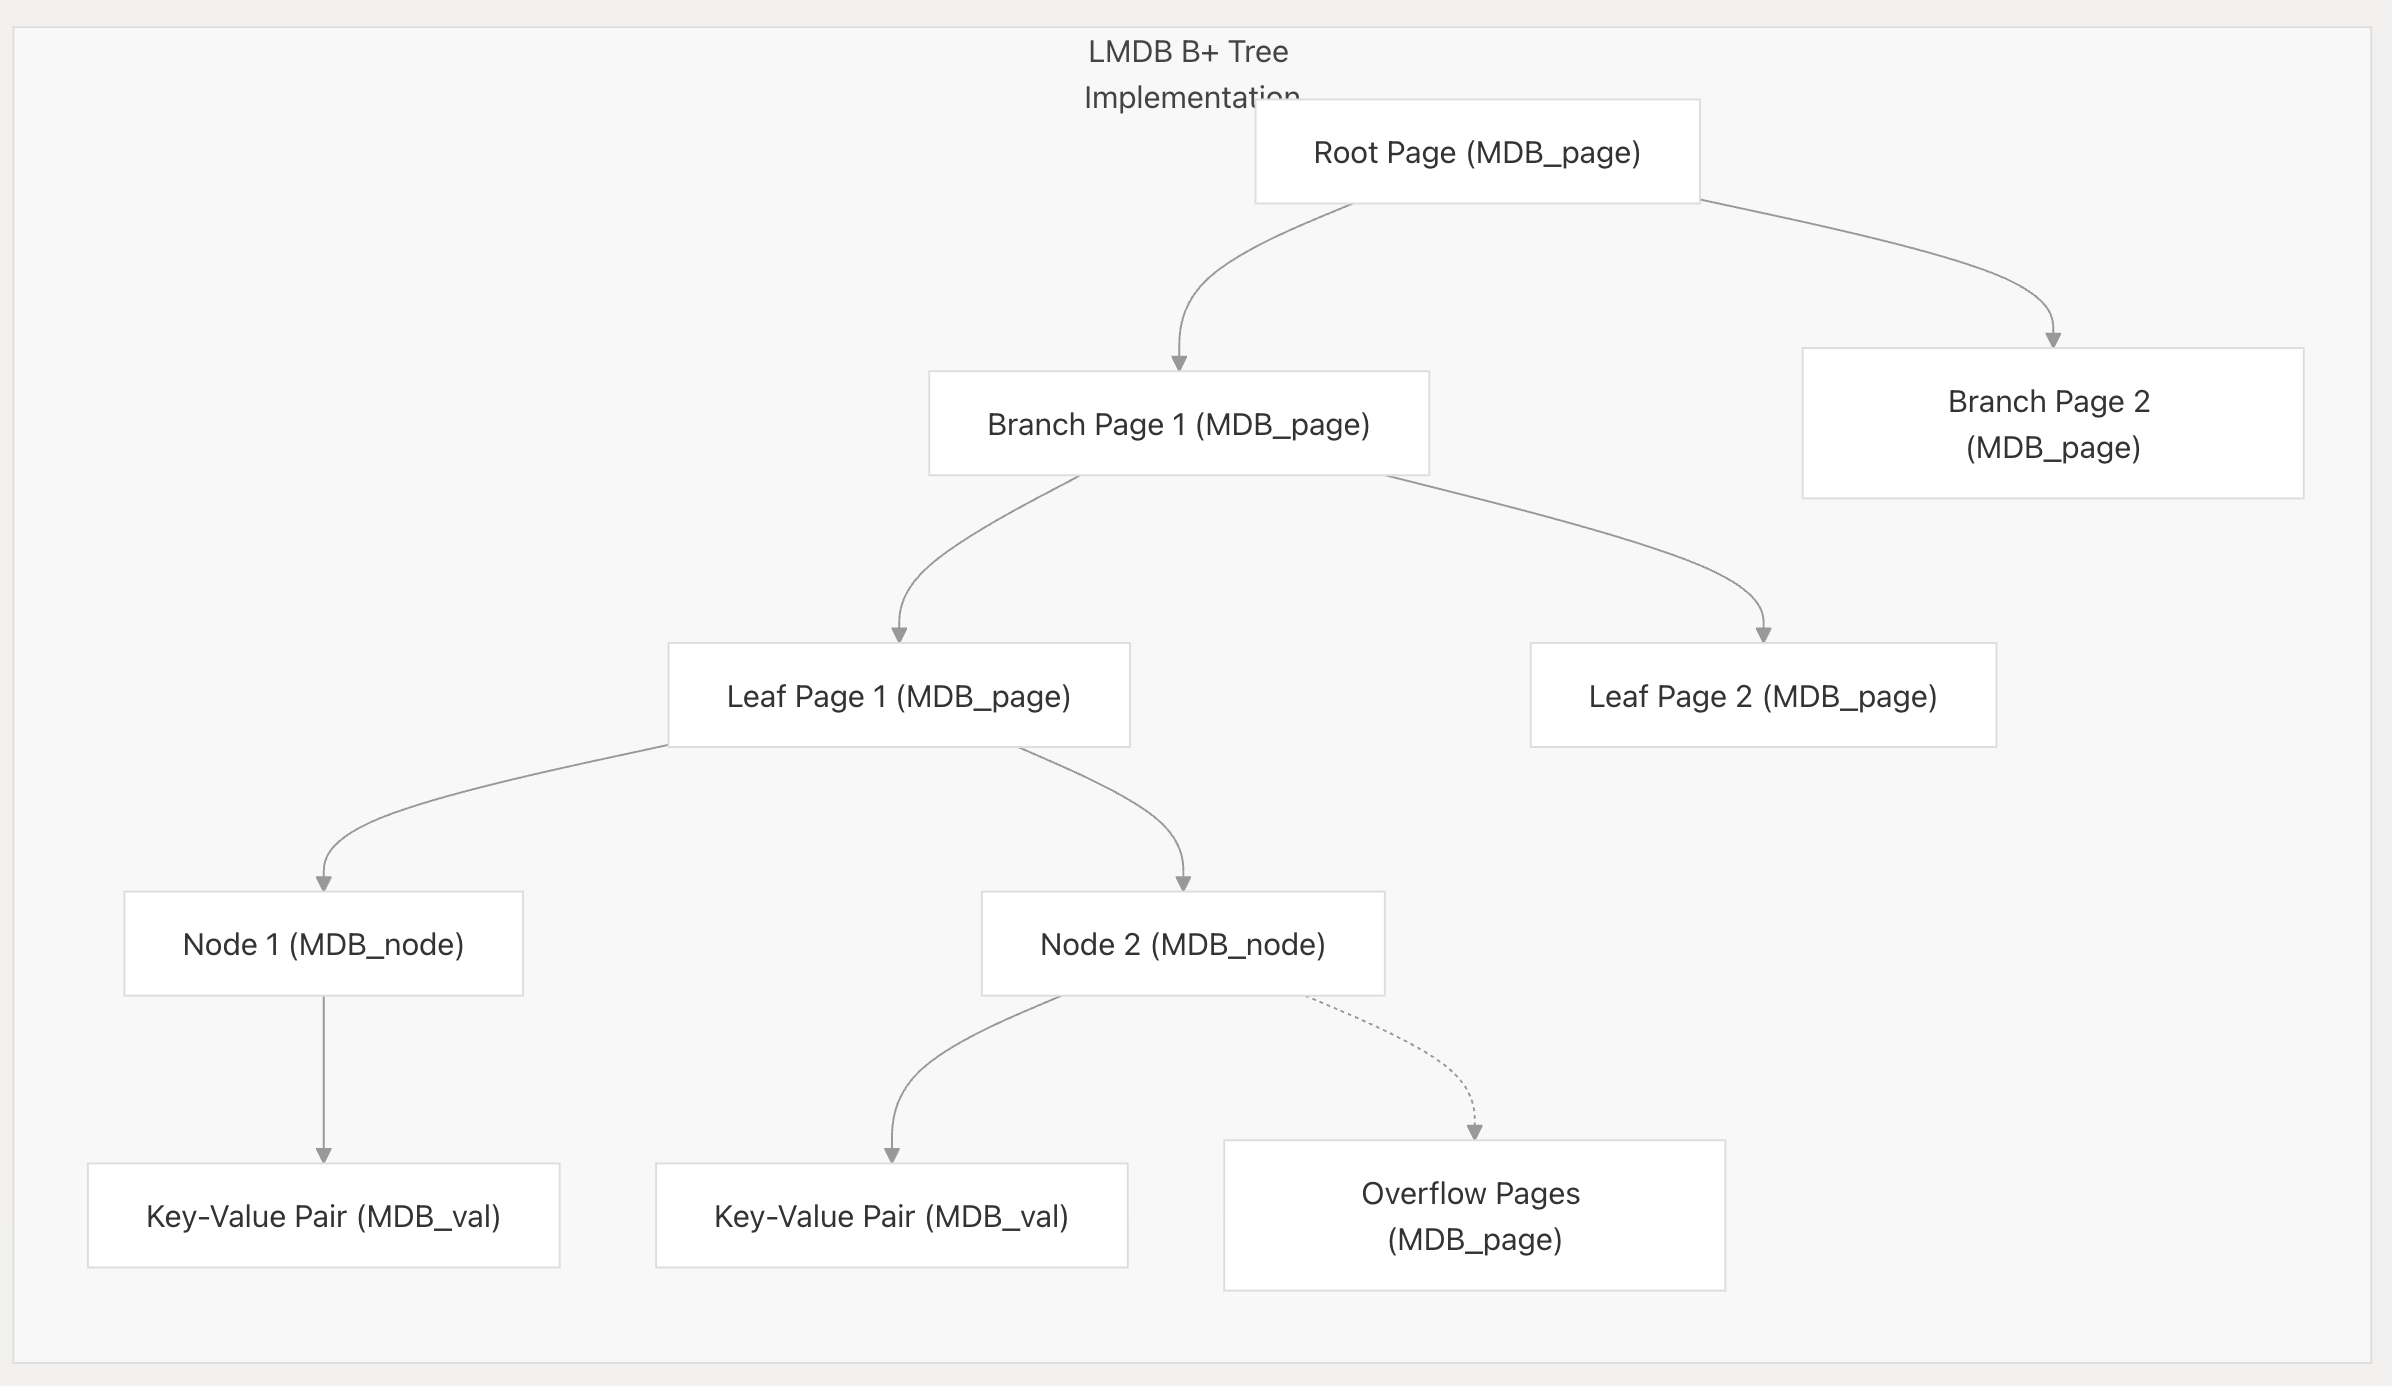 LMDB B+ Tree
Implementation
Root Page (MDB_page)
Branch Page 1 (MDB_page)
Branch Page 2
(MDB_page)
Leaf Page 1 (MDB_page)
Leaf Page 2 (MDB_page)
Node 1 (MDB_node)
Node 2 (MDB_node)
Key-Value Pair (MDB_val)
Key-Value Pair (MDB_val)
Overflow Pages
(MDB_page)